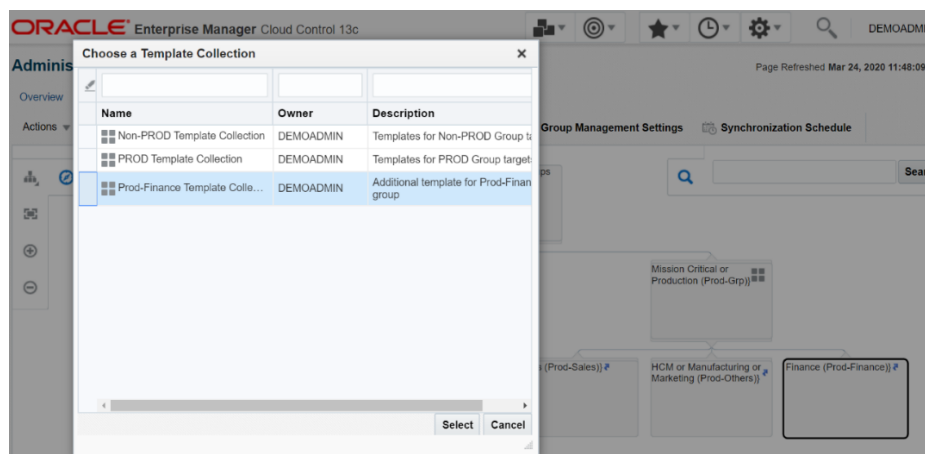 ORACLE Enterprise Manager Cloud Control 13c
DEMOADMI
Choose a Template Collection
Adminis
Page Refreshed Mar 24, 2020 11:48:09
Overview
Name Owner Description
Actions
Group Management Settings Synchronization Schedule
Non-PROD Template Collection DEMOADMIN Templates for Non-PROD Group ta
PROD Template Collection DEMOADMIN Templates for PROD Group target
Prod-Finance Template Colle... DEMOADMIN Additional template for Prod-Finan
group
ps
Sear
Mission Critical or
Production (Prod-Grp))
s (Prod-Sales))
HCM or Manufacturing or
Marketing (Prod-Others))
Finance (Prod-Finance))
Select Cancel